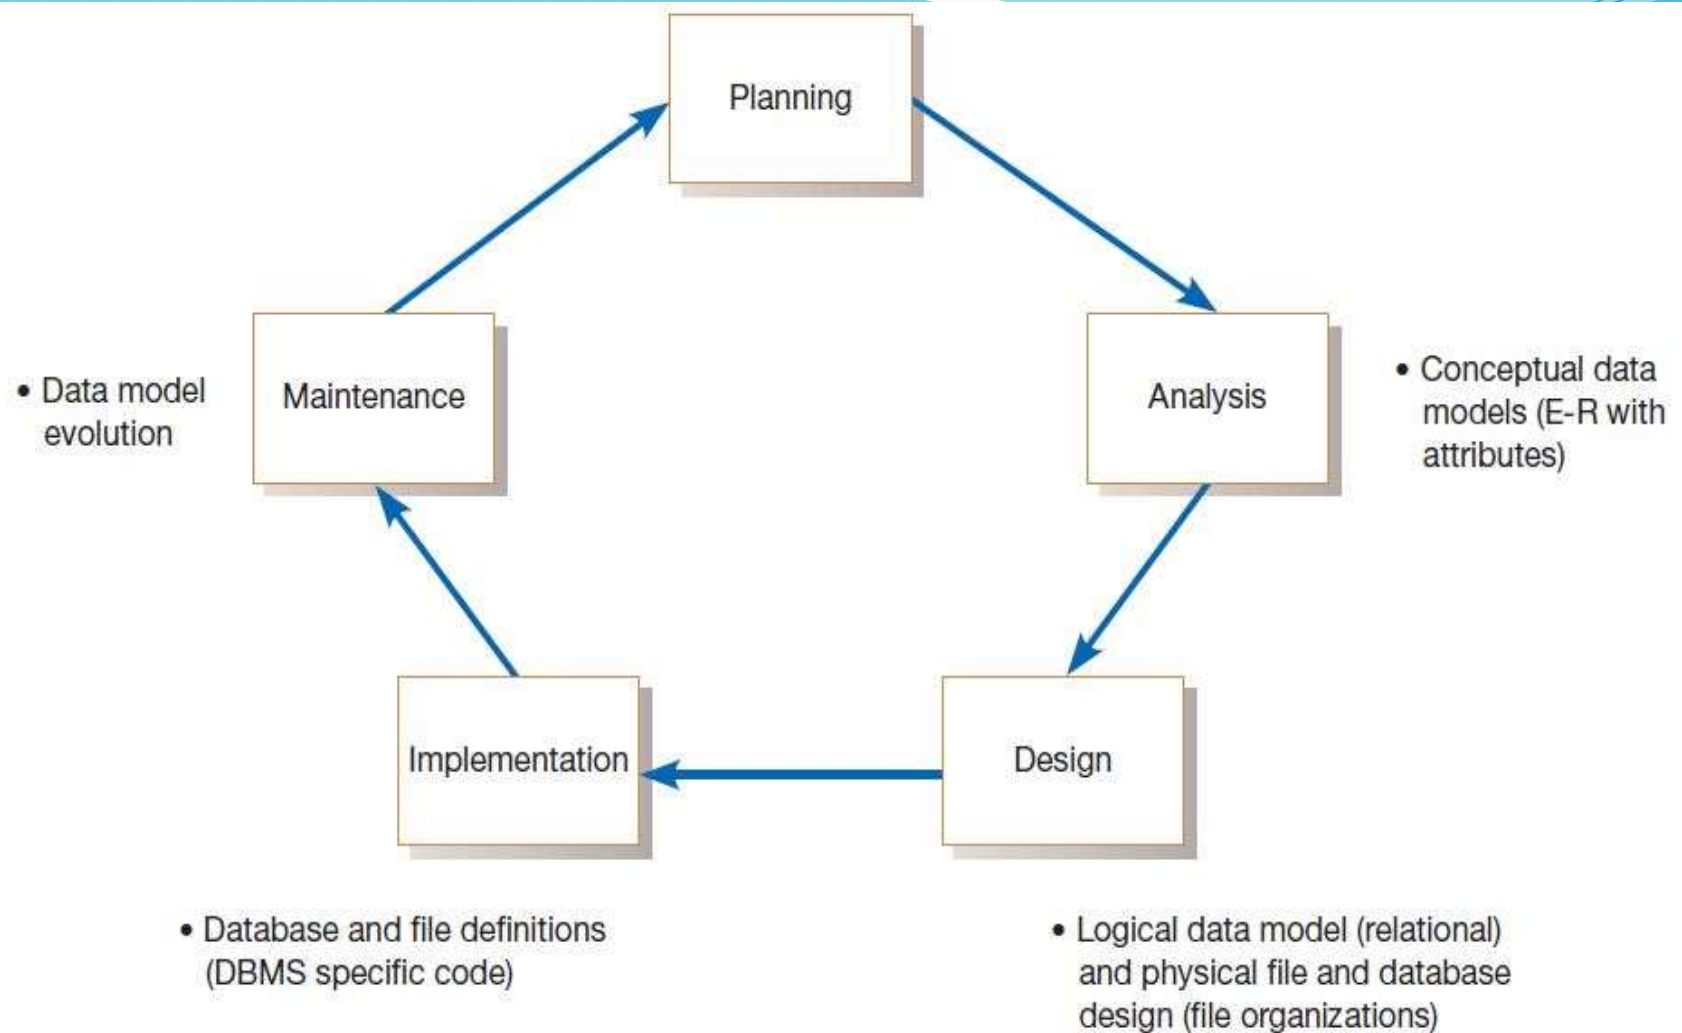 Planning
Maintenance
• Data model
evolution
Analysis
• Conceptual data
models (E-R with
attributes)
Implementation
Design
• Database and file definitions
(DBMS specific code)
• Logical data model (relational)
and physical file and database
design (file organizations)